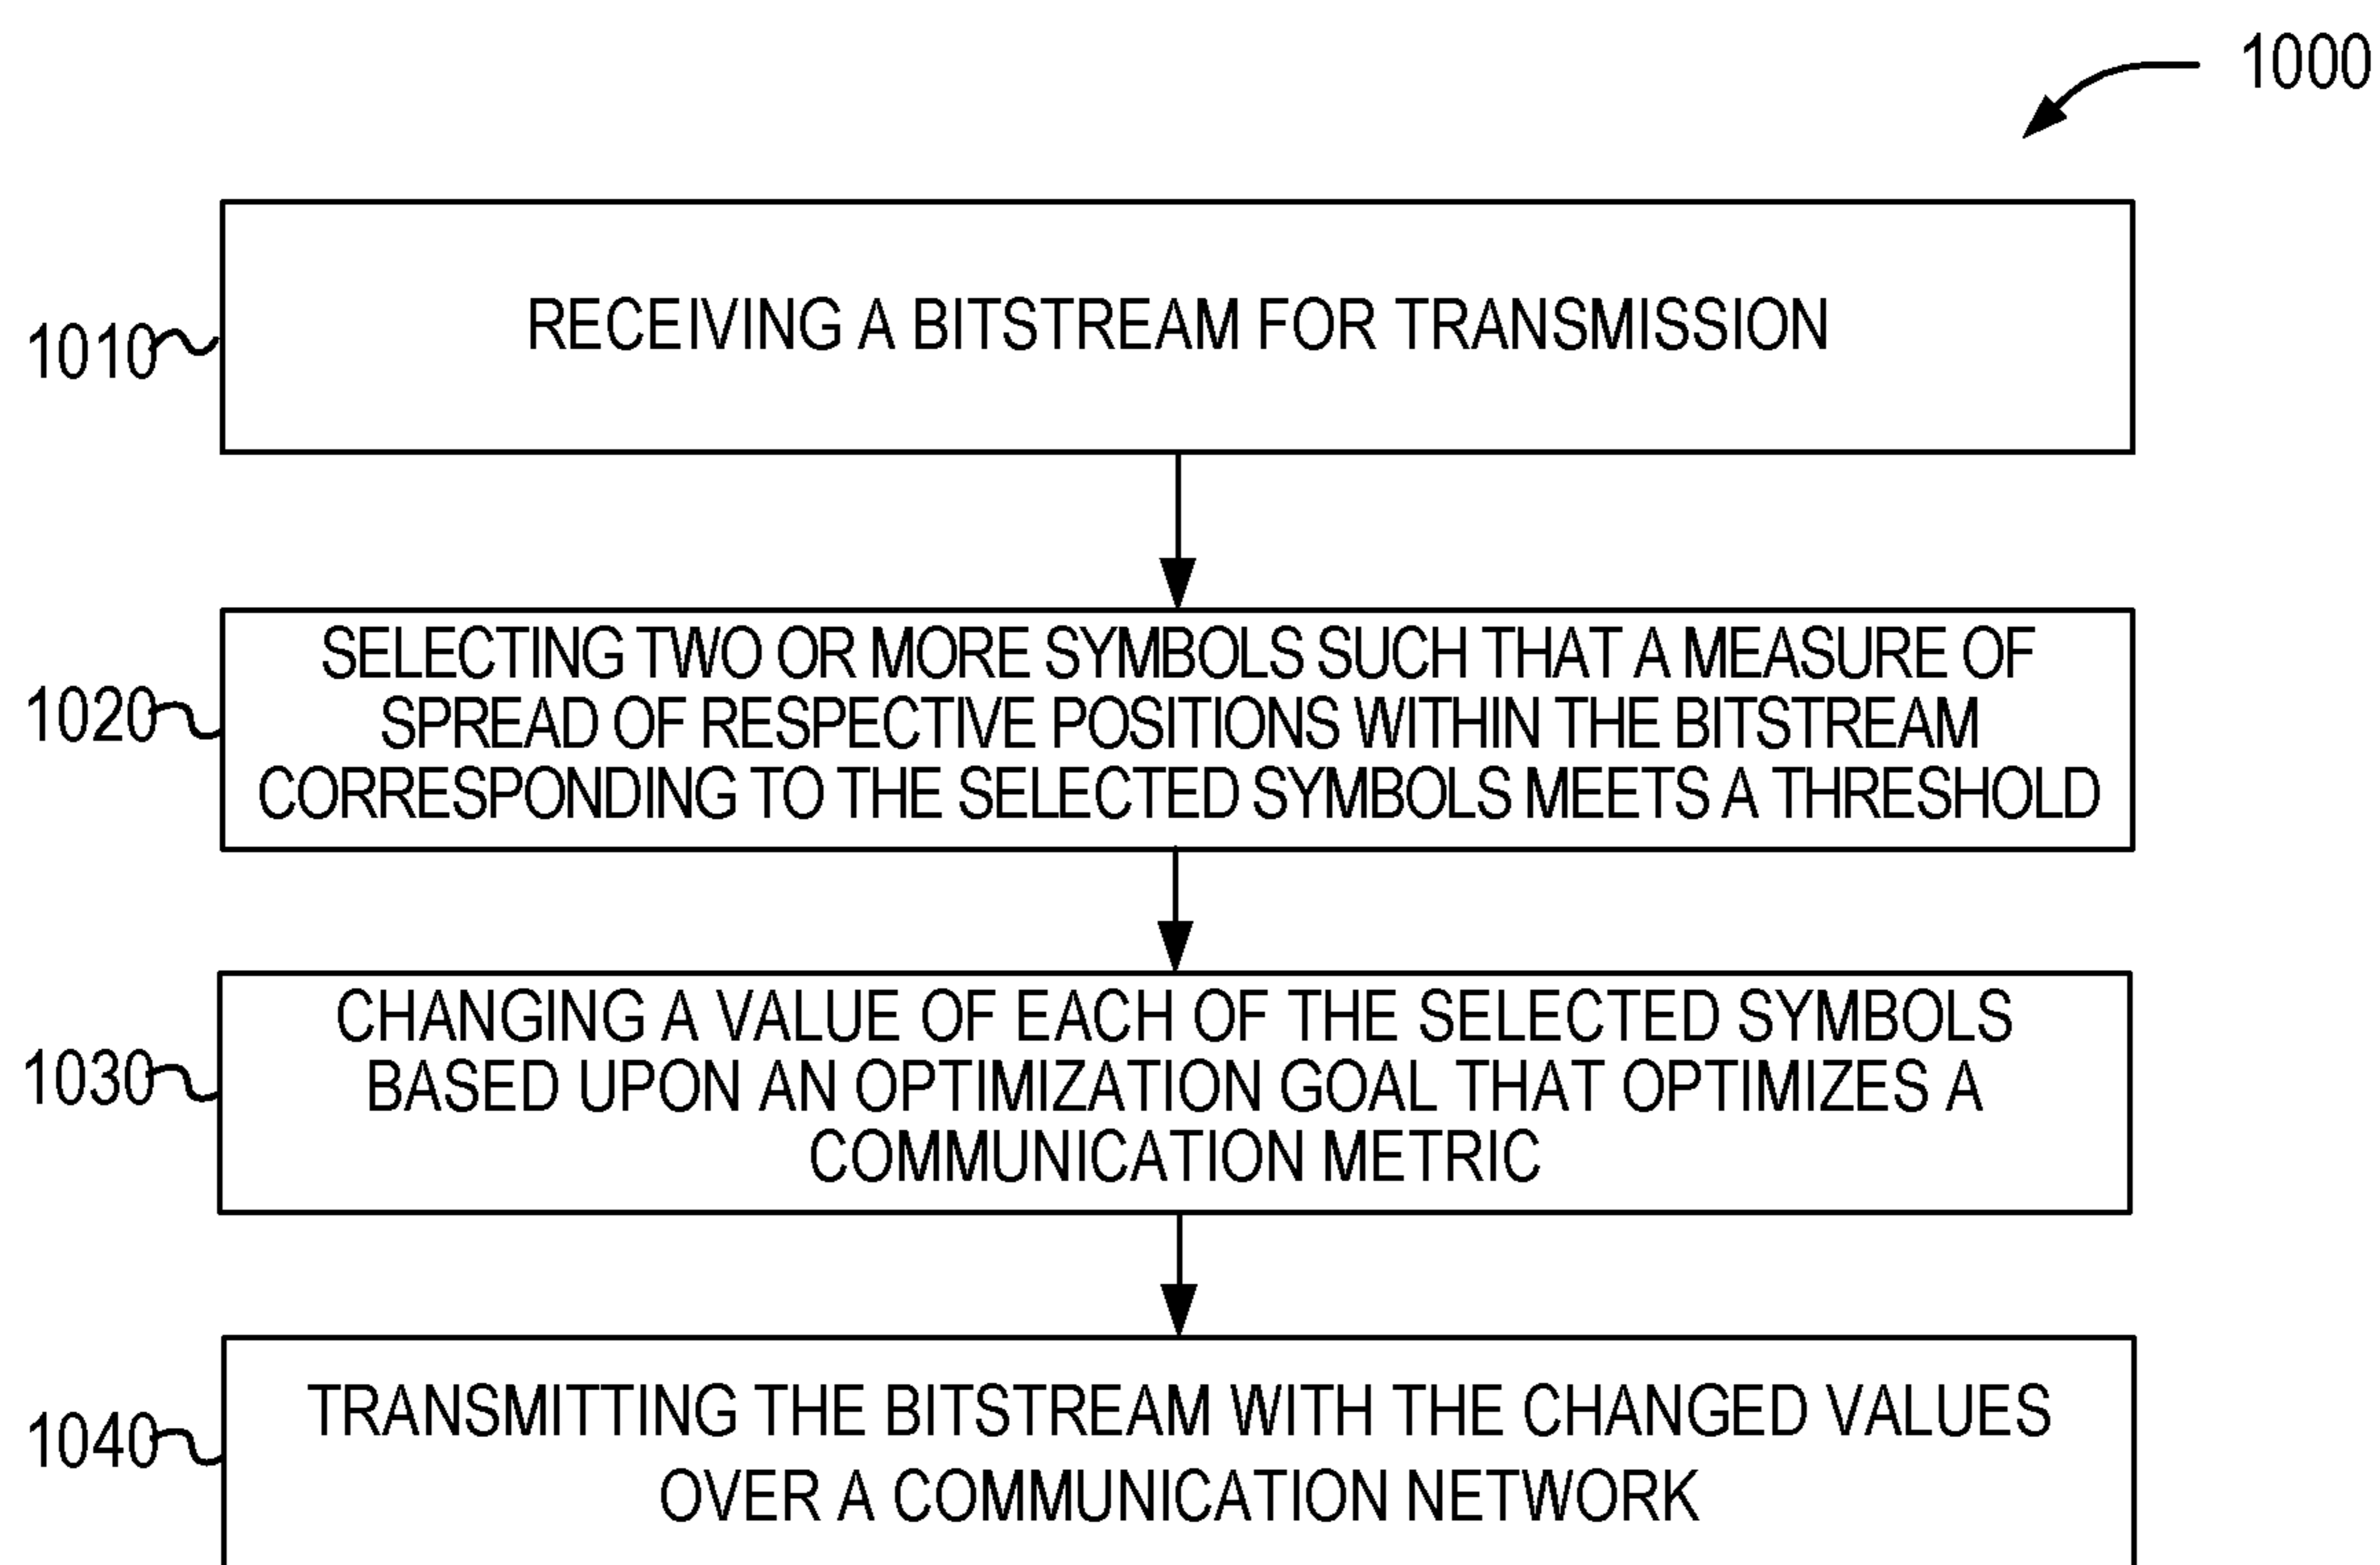 1000
RECEIVING A BITSTREAM FOR TRANSMISSION
1010
SELECTING TWO OR MORE SYMBOLS SUCH THAT A MEASURE OF
SPREAD OF RESPECTIVE POSITIONS WITHIN THE BITSTREAM
CORRESPONDING TO THE SELECTED SYMBOLS MEETS A THRESHOLD
1020
CHANGING A VALUE OF EACH OF THE SELECTED SYMBOLS
BASED UPON AN OPTIMIZATION GOAL THAT OPTIMIZES A
COMMUNICATION METRIC
1030
TRANSMITTING THE BITSTREAM WITH THE CHANGED VALUES
OVER A COMMUNICATION NETWORK
1040